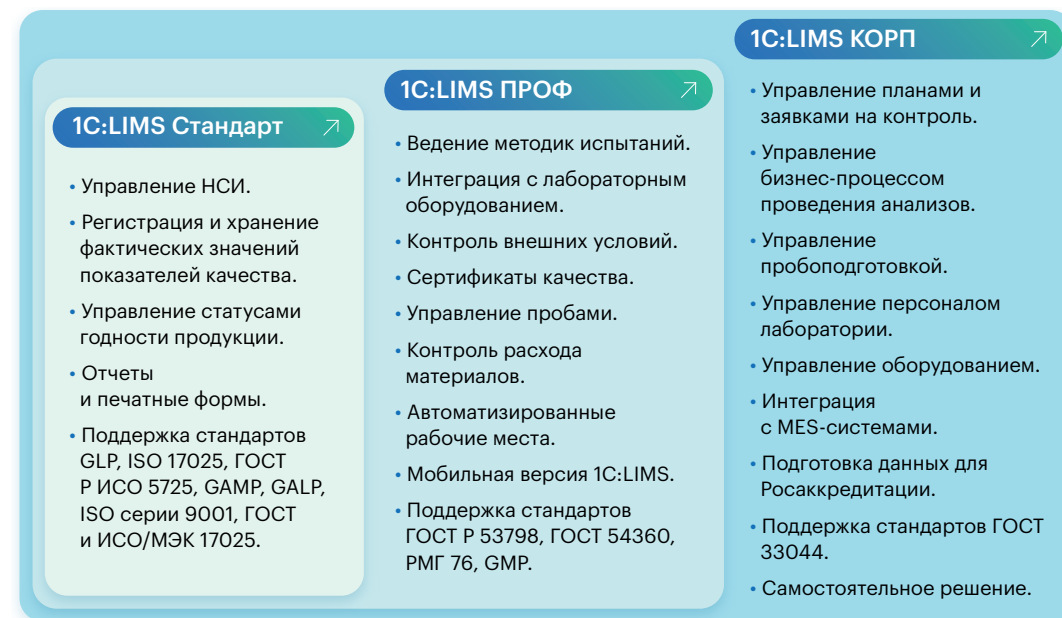 1С:LIMS Стандарт
• Управление НСИ.
• Регистрация и хранение
фактических значений
показателей качества.
• Управление статусами
годности продукции.
• Отчеты
и печатные формы.
• Поддержка стандартов
GLP, ISO 17025, ГОСТ
Р ИСО 5725, GAMP, GALP,
ISO серии 9001, ГОСТ
и ИСО/МЭК 17025.
1С:LIMS ПРОФ
• Ведение методик испытаний.
• Интеграция с лабораторным
оборудованием.
• Контроль внешних условий.
• Сертификаты качества.
• Управление пробами.
• Контроль расхода
материалов.
• Автоматизированные
рабочие места.
• Мобильная версия 1С:LIMS.
• Поддержка стандартов
ГОСТ Р 53798, ГОСТ 54360,
РМГ 76, GMP.
1С:LIMS КОРП
• Управление планами и
заявками на контроль.
• Управление
бизнес-процессом
проведения анализов.
• Управление
пробоподготовкой.
• Управление персоналом
лаборатории.
• Управление оборудованием.
• Интеграция
с MES-системами.
• Подготовка данных для
Росаккредитации.
• Поддержка стандартов ГОСТ
33044.
• Самостоятельное решение.